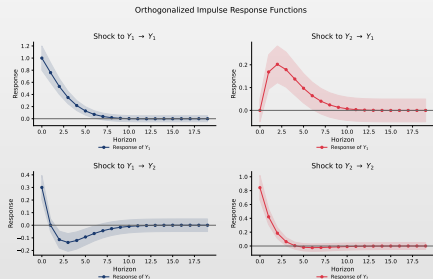 Orthogonalized Impulse Response Functions
Shock to Y₁ → Y₁
Response
1.2
1.0
0.8
0.6
0.4
0.2
0.0
0.0 2.5 5.0 7.5 10.0 12.5 15.0 17.5
Horizon
Response of Y₁
Shock to Y₂ → Y₁
Response
0.2
0.1
0.0
0.0 2.5 5.0 7.5 10.0 12.5 15.0 17.5
Horizon
Response of Y₁
Shock to Y₁ → Y₂
Response
0.4
0.3
0.2
0.1
0.0
−0.1
−0.2
0.0 2.5 5.0 7.5 10.0 12.5 15.0 17.5
Horizon
Response of Y₁
Shock to Y₂ → Y₂
Response
1.0
0.8
0.6
0.4
0.2
0.0
0.0 2.5 5.0 7.5 10.0 12.5 15.0 17.5
Horizon
Response of Y₁